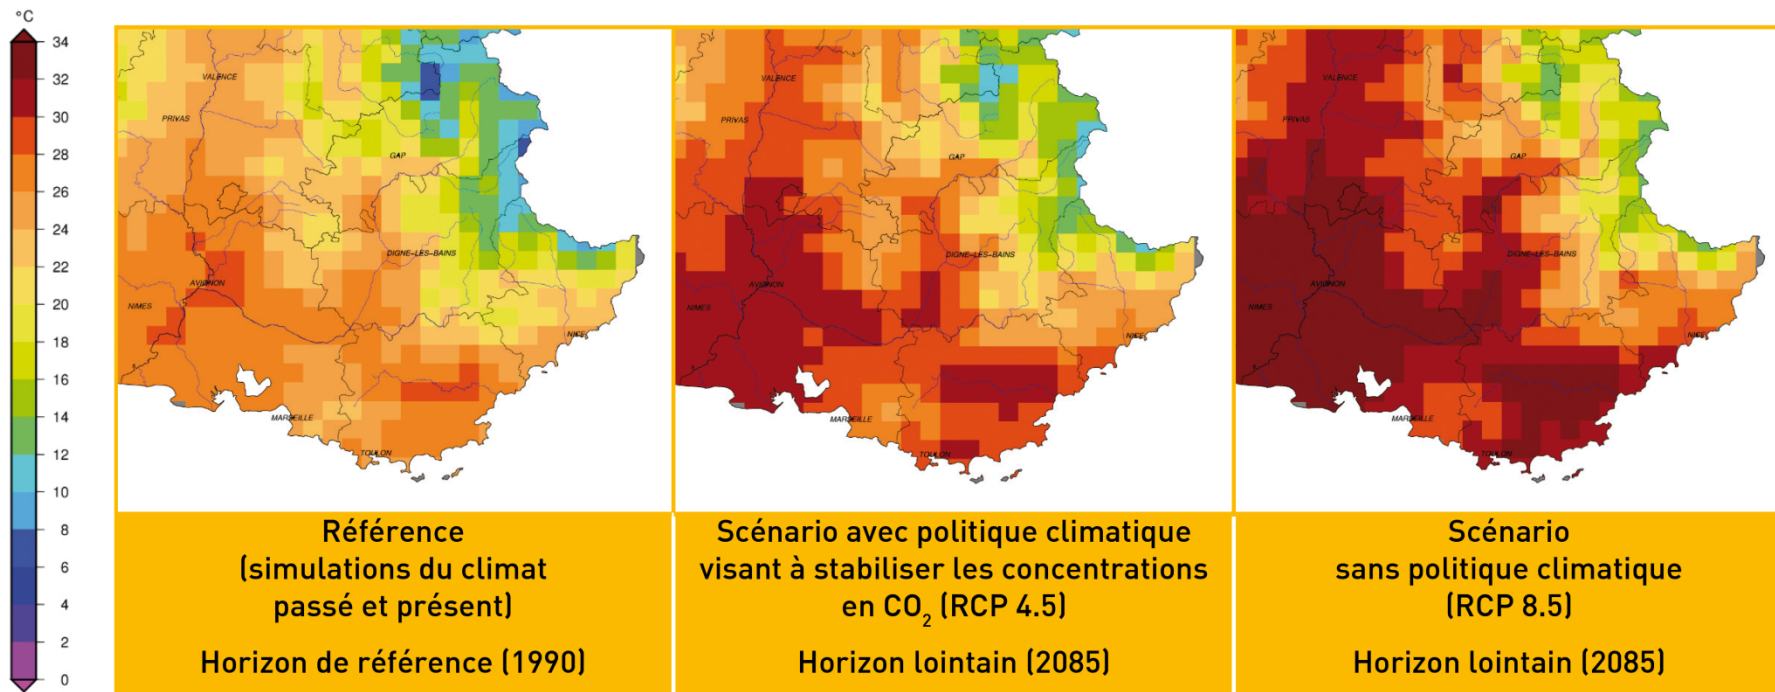 °C
34
32
30
28
26
24
22
20
18
16
14
12
10
8
6
4
2
0
VALENCE
PRIVAS
GAP
DIGNE-LES-BAINS
AVIGNON
NIMES
NICE
MARSEILLE
TOULON
VALENCE
PRIVAS
GAP
DIGNE-LES-BAINS
AVIGNON
NIMES
NICE
MARSEILLE
TOULON
VALENCE
PRIVAS
GAP
DIGNE-LES-BAINS
AVIGNON
NIMES
NICE
MARSEILLE
TOULON
Référence
(simulations du climat
passé et présent)
Horizon de référence (1990)
Scénario avec politique climatique
visant à stabiliser les concentrations
en CO₂ (RCP 4.5)
Horizon lointain (2085)
Scénario
sans politique climatique
(RCP 8.5)
Horizon lointain (2085)